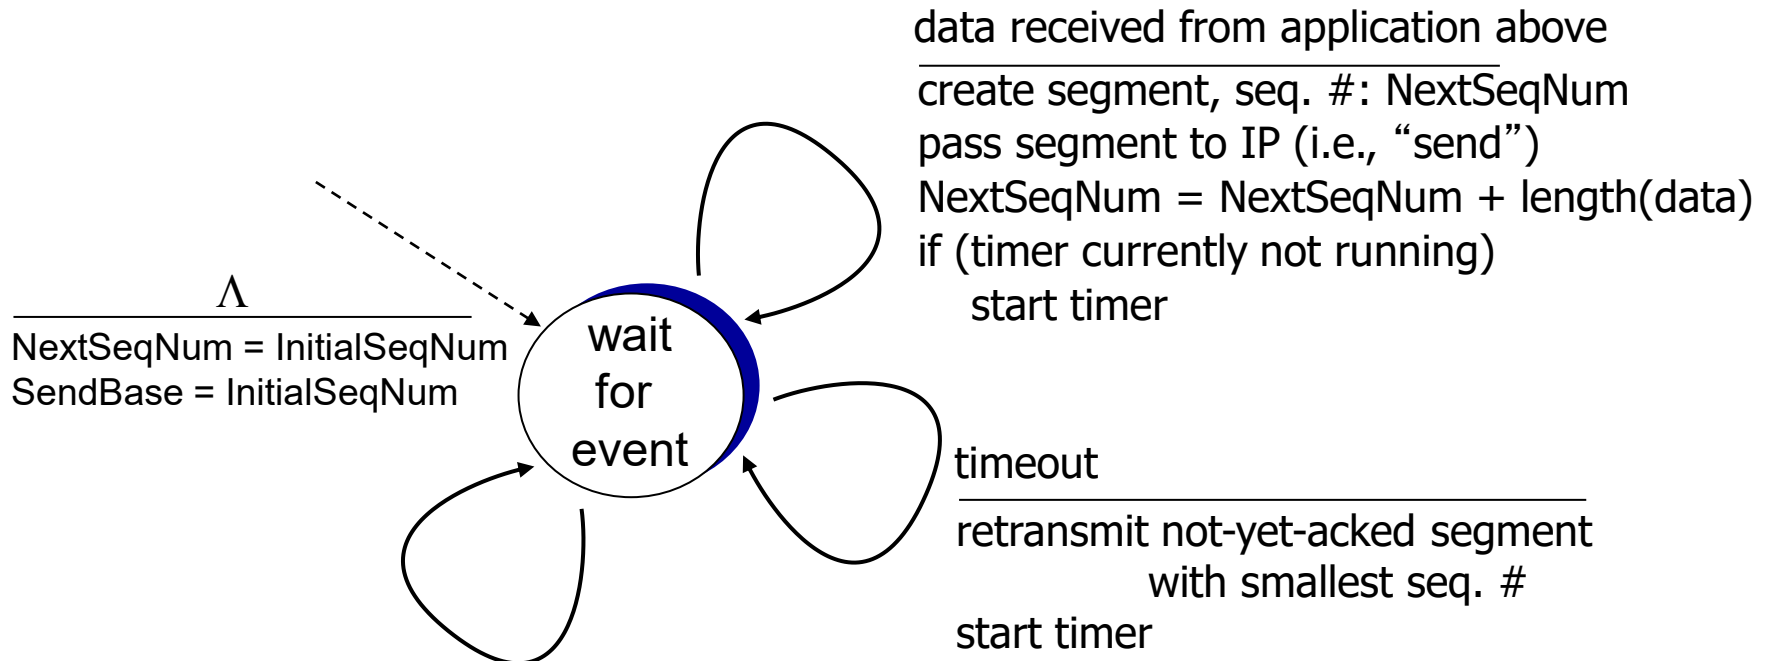 data received from application above
create segment, seq. #: NextSeqNum
pass segment to IP (i.e., “send”)
NextSeqNum = NextSeqNum + length(data)
if (timer currently not running)
start timer
Λ
NextSeqNum = InitialSeqNum
SendBase = InitialSeqNum
wait
for
event
timeout
retransmit not-yet-acked segment
with smallest seq. #
start timer